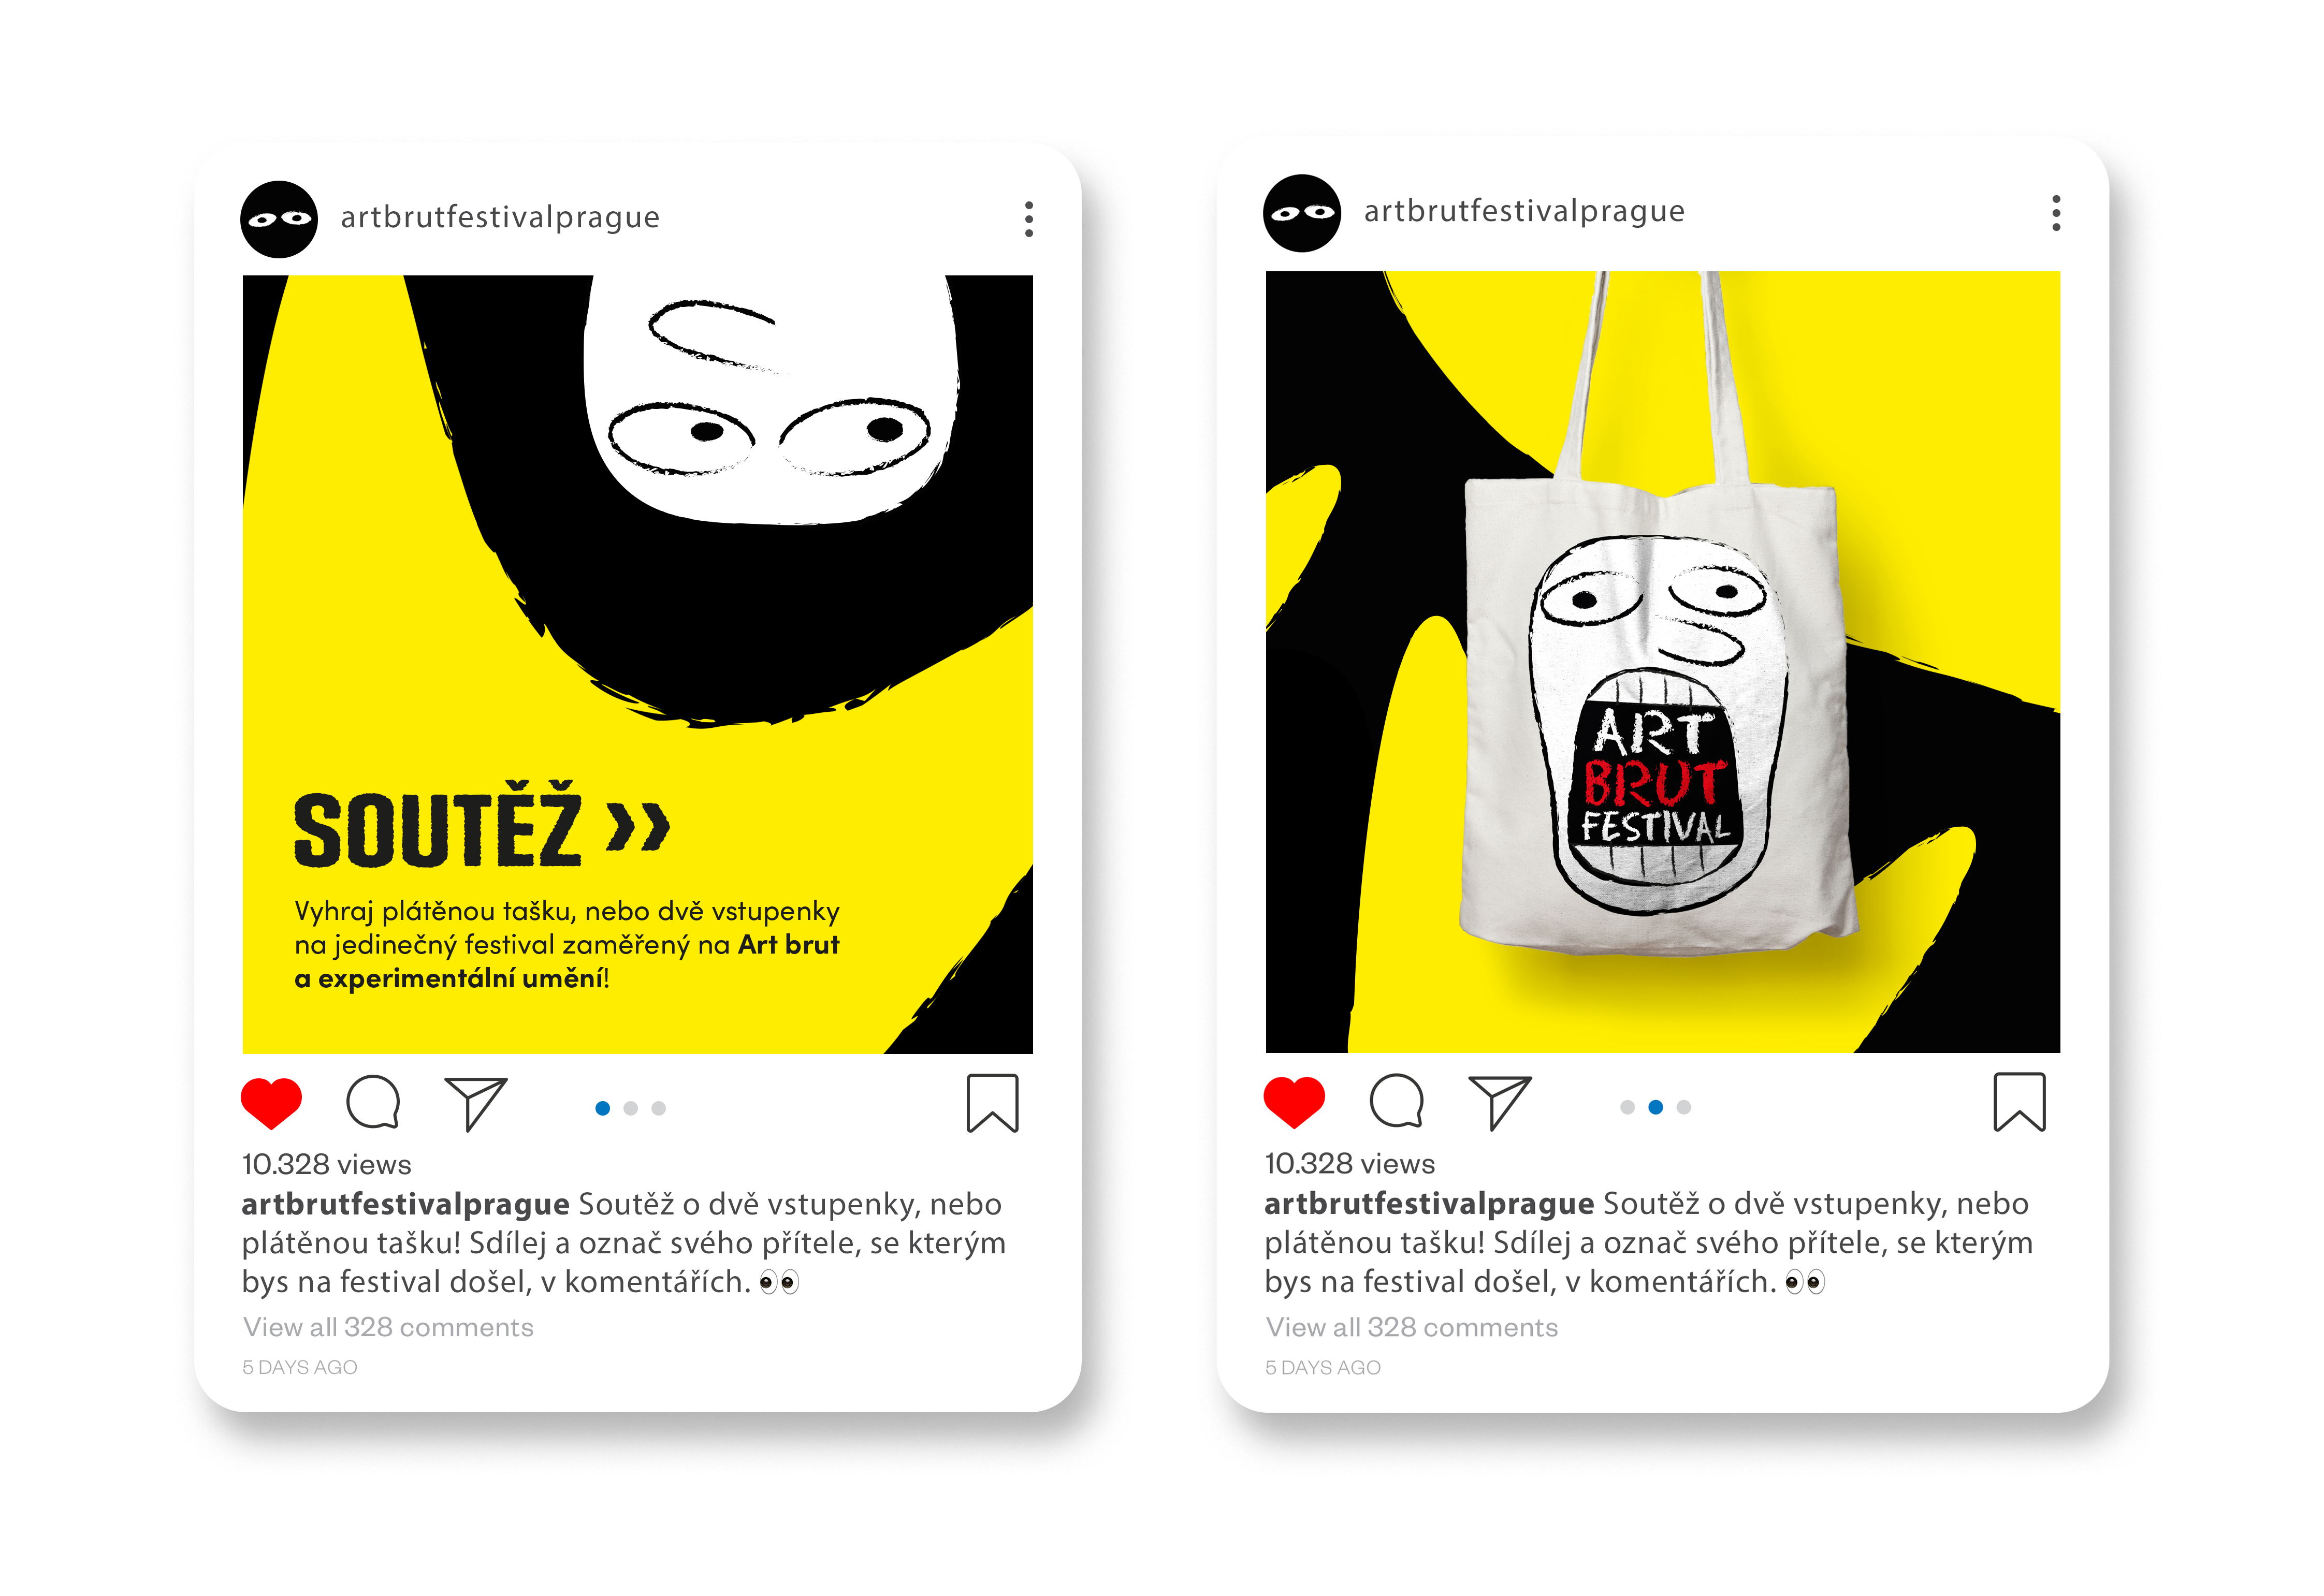 artbrutfestivalprague
SOUTĚŽ »
Vyhraj plátěnou tašku, nebo dvě vstupenky
na jedinečný festival zaměřený na Art brut
a experimentální umění!
10.328 views
artbrutfestivalprague Soutěž o dvě vstupenky, nebo
plátěnou tašku! Sdílej a označ svého přítele, se kterým
bys na festival došel, v komentářích. 👀
View all 328 comments
5 DAYS AGO
artbrutfestivalprague
ART
BRUT
FESTIVAL
10.328 views
artbrutfestivalprague Soutěž o dvě vstupenky, nebo
plátěnou tašku! Sdílej a označ svého přítele, se kterým
bys na festival došel, v komentářích. 👀
View all 328 comments
5 DAYS AGO